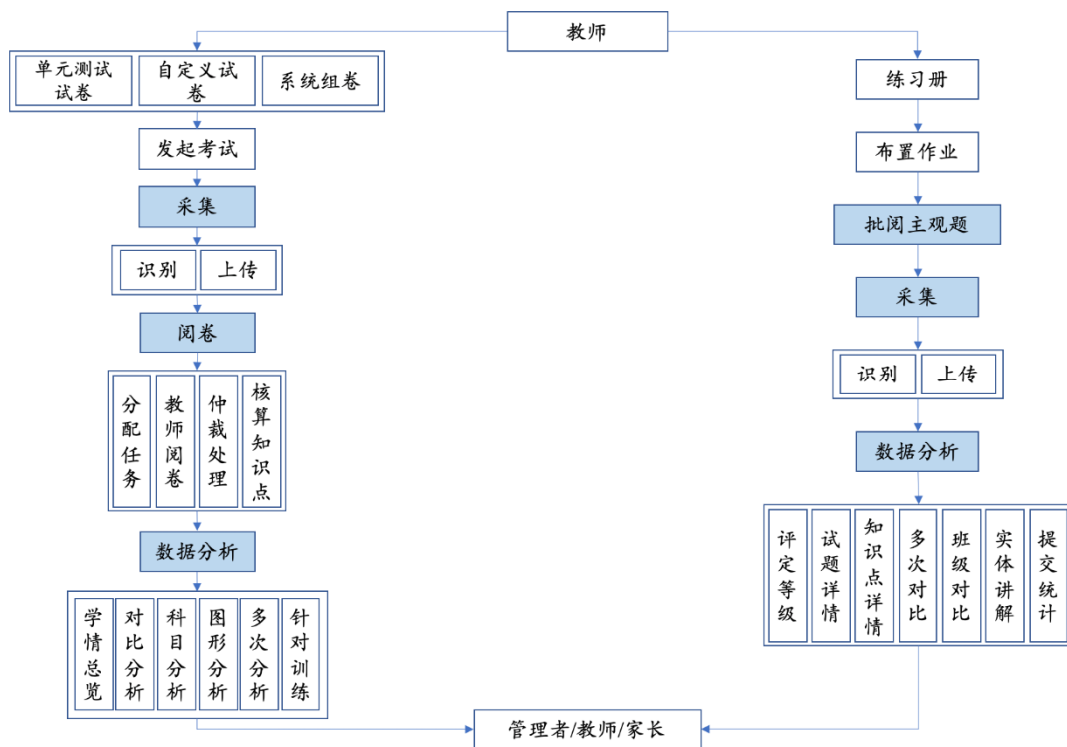 教师
单元测试
试卷
自定义试
卷
系统组卷
发起考试
采集
识别
上传
阅卷
分配任务
教师阅卷
仲裁处理
核算知识点
数据分析
学情总览
对比分析
科目分析
图形分析
多次分析
针对训练
练习册
布置作业
批阅主观题
采集
识别
上传
数据分析
评定等级
试题详情
知识点详情
多次对比
班级对比
实体讲解
提交统计
管理者/教师/家长